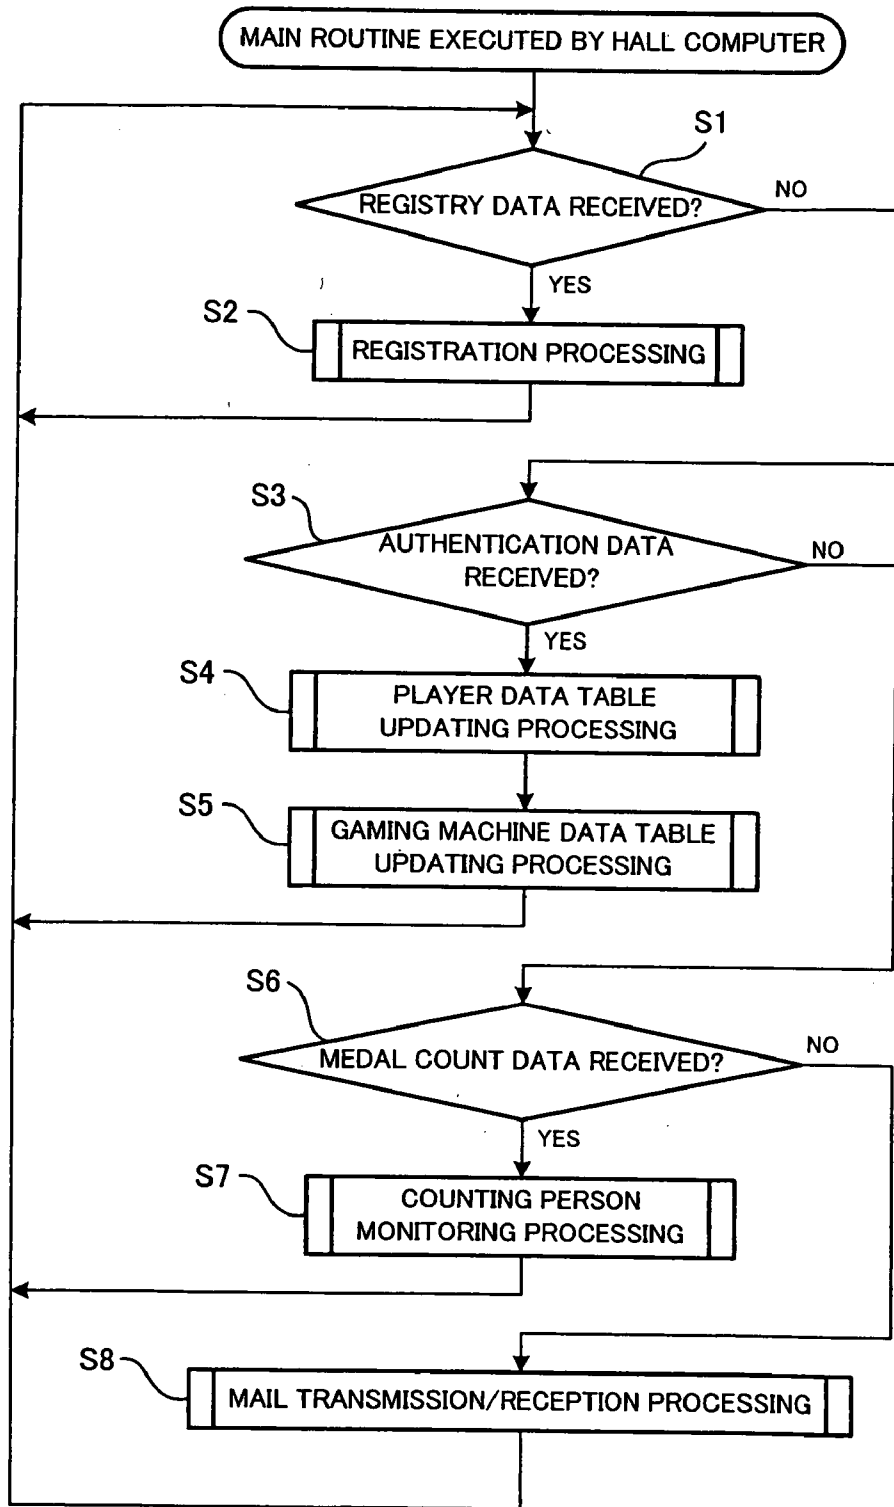 MAIN ROUTINE EXECUTED BY HALL COMPUTER
S1
NO
REGISTRY DATA RECEIVED?
YES
S2
REGISTRATION PROCESSING
S3
AUTHENTICATION DATA
RECEIVED?
NO
YES
S4
PLAYER DATA TABLE
UPDATING PROCESSING
S5
GAMING MACHINE DATA TABLE
UPDATING PROCESSING
S6
NO
MEDAL COUNT DATA RECEIVED?
YES
S7
COUNTING PERSON
MONITORING PROCESSING
S8
MAIL TRANSMISSION/RECEPTION PROCESSING